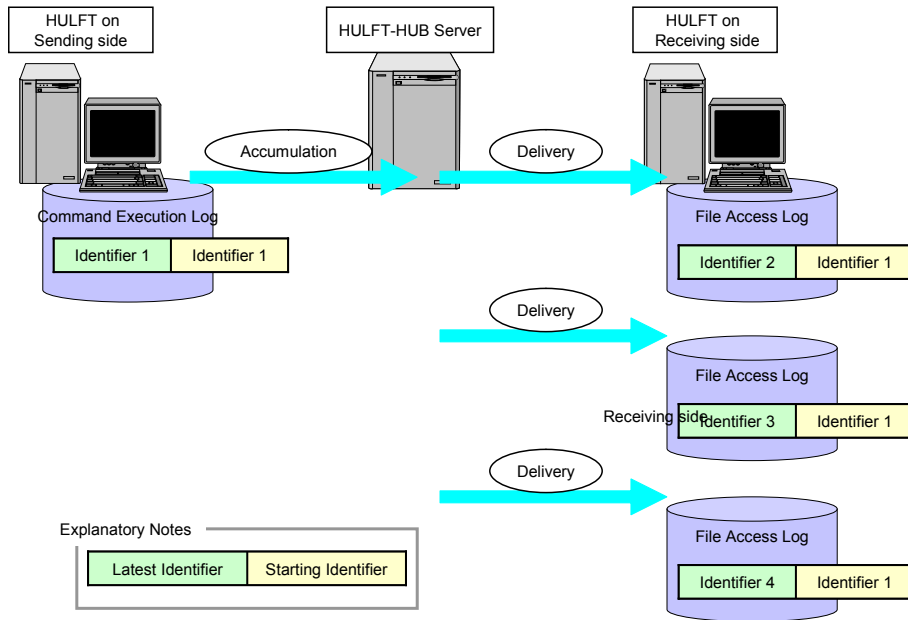 HULFT on
Sending side
HULFT-HUB Server
HULFT on
Receiving side
Accumulation
Delivery
Command Execution Log
File Access Log
Identifier 1
Identifier 1
Identifier 2
Identifier 1
Delivery
File Access Log
Receiving side
Identifier 3
Identifier 1
Delivery
Explanatory Notes
File Access Log
Latest Identifier
Starting Identifier
Identifier 4
Identifier 1